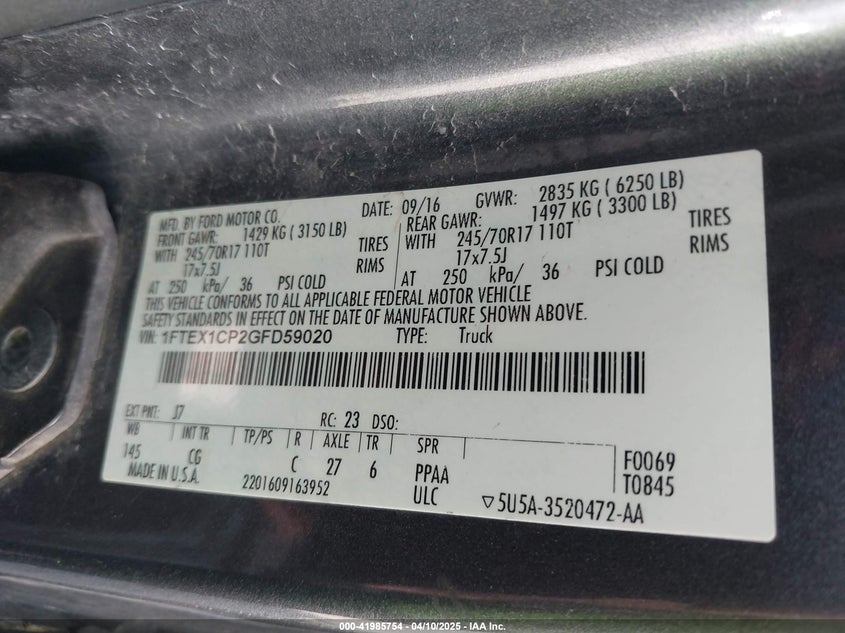 MFD. BY FORD MOTOR CO. DATE: 09/16 GVWR: 2835 KG ( 6250 LB)
FRONT GAWR: 1429 KG ( 3150 LB) REAR GAWR: 1497 KG ( 3300 LB)
WITH 245/70R17 110T TIRES WITH 245/70R17 110T TIRES
17x7.5J RIMS 17x7.5J RIMS
AT 250 kPa/ 36 PSI COLD AT 250 kPa/ 36 PSI COLD
THIS VEHICLE CONFORMS TO ALL APPLICABLE FEDERAL MOTOR VEHICLE
SAFETY STANDARDS IN EFFECT ON THE DATE OF MANUFACTURE SHOWN ABOVE.
VIN: 1FTEX1CP2GFD59020 TYPE: Truck
EXT PNT: J7 RC: 23 DSO:
WB INT TR TP/PS R AXLE TR SPR
145 CG C 27 6 PPAA F0069
MADE IN U.S.A. 2201609163952 ULC T0845
5U5A-3520472-AA
000-41985754 - 04/10/2025 - IAA Inc.